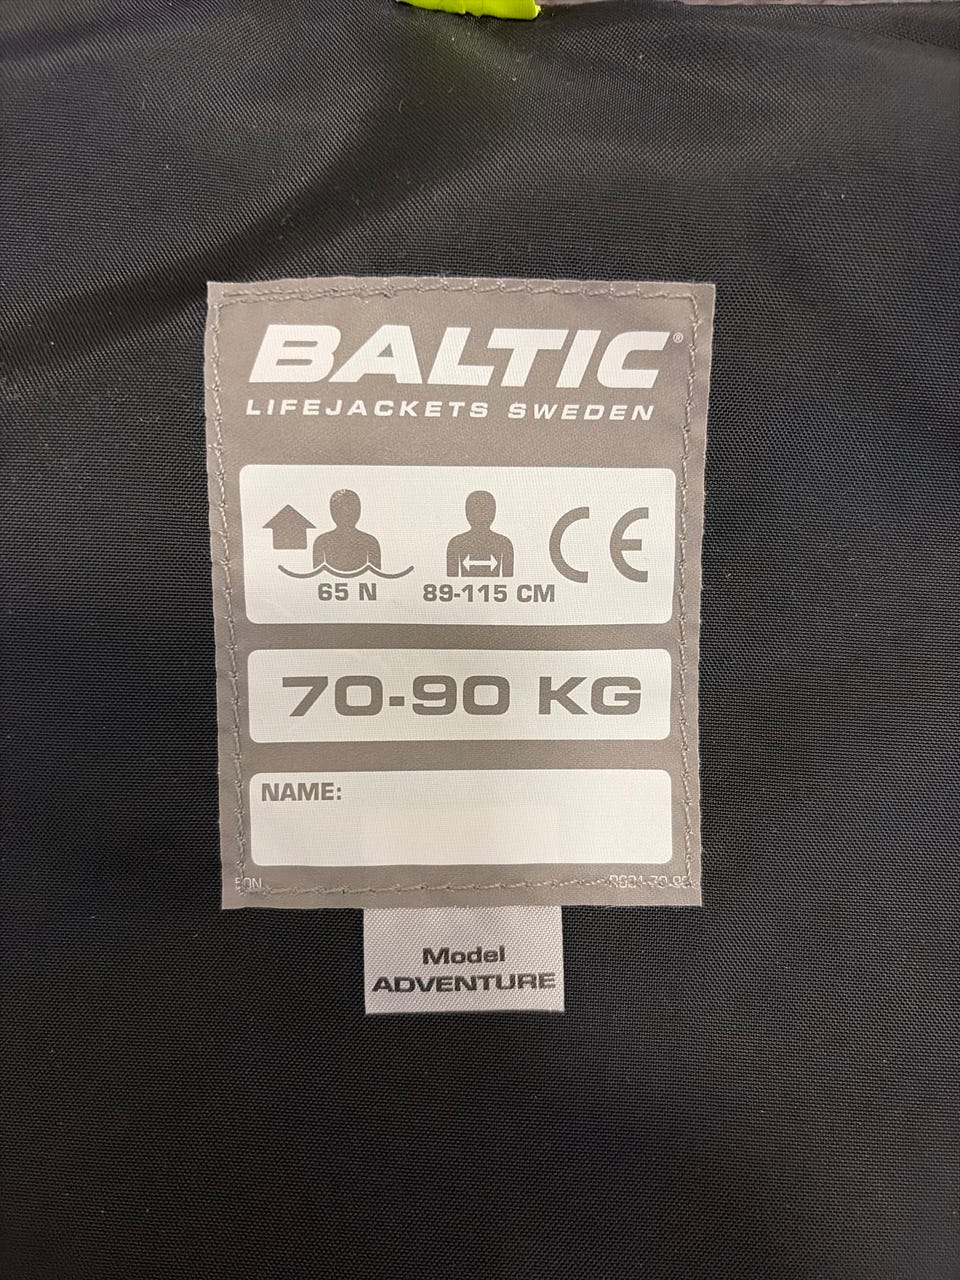 BALTIC®
LIFEJACKETS SWEDEN
65 N
89-115 CM
CE
70-90 KG
NAME:
Model
ADVENTURE